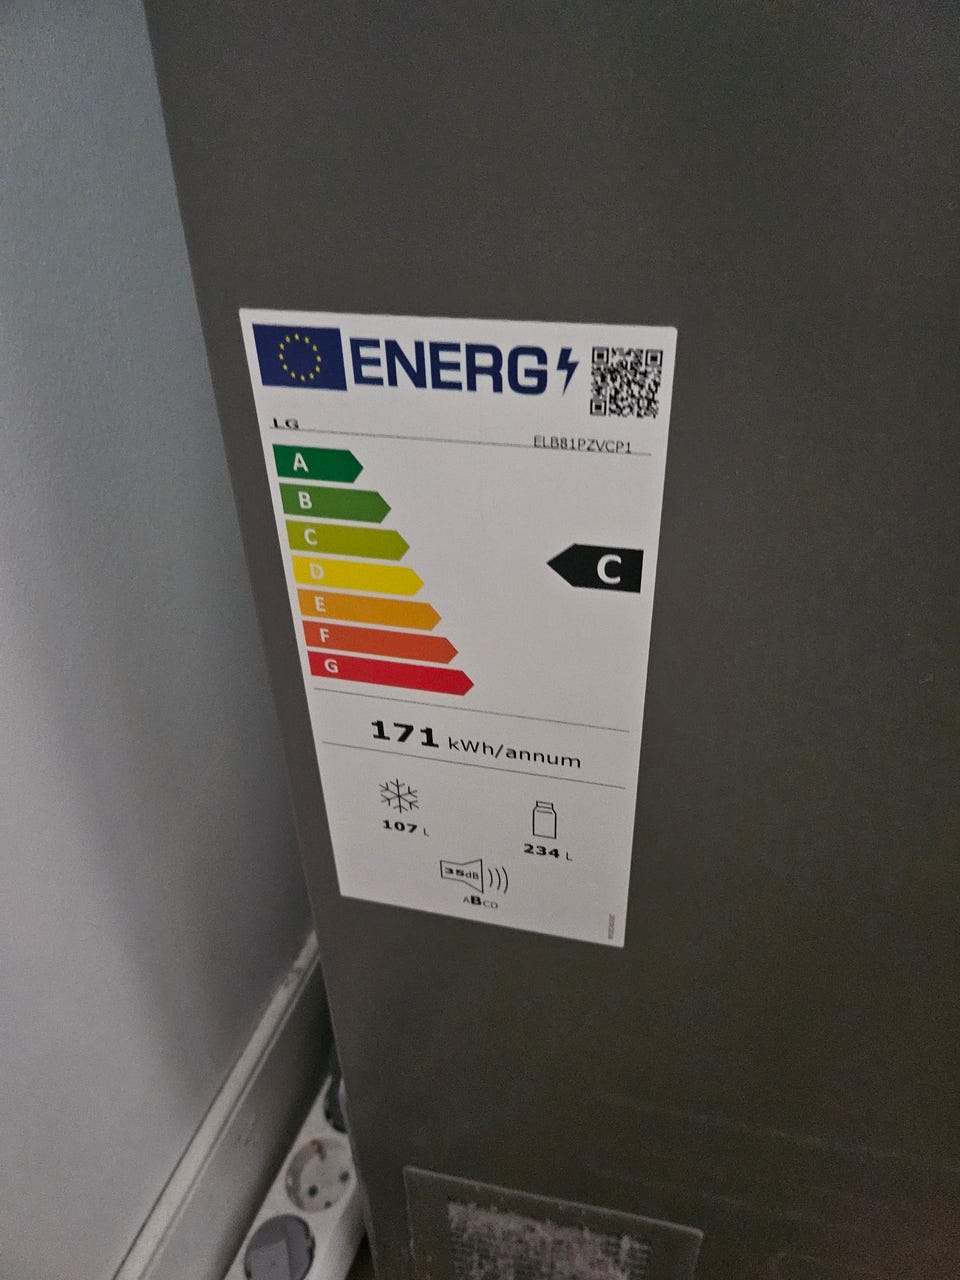 ENERG
LG
ELB81PZVCP1
A
B
C
C
D
E
F
G
171 kWh/annum
107 L
234 L
35dB
ABCD